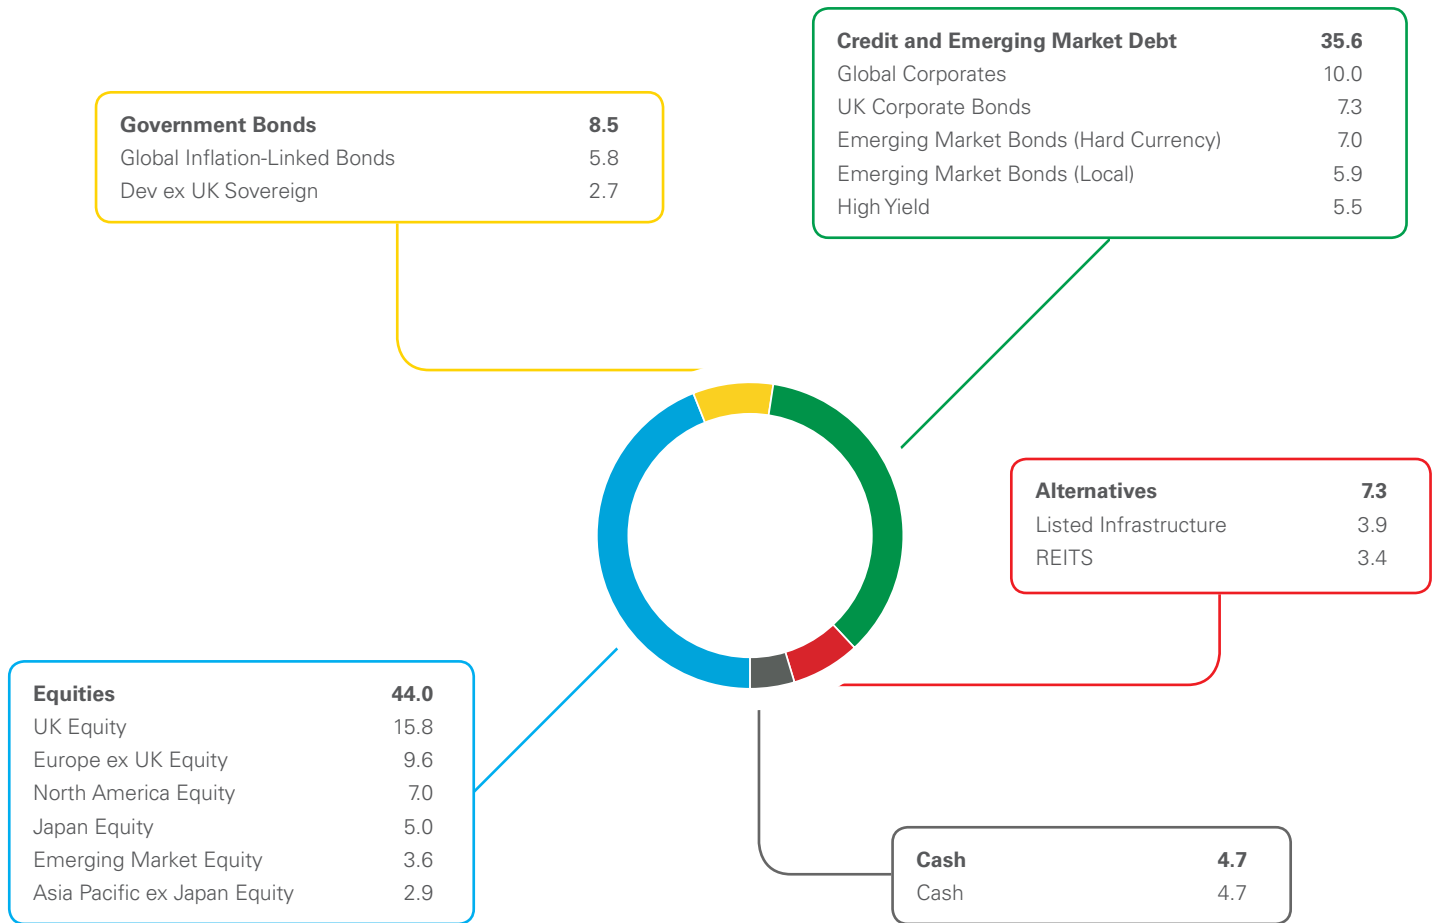 Credit and Emerging Market Debt 35.6
Global Corporates 10.0
UK Corporate Bonds 7.3
Emerging Market Bonds (Hard Currency) 7.0
Emerging Market Bonds (Local) 5.9
High Yield 5.5
Government Bonds 8.5
Global Inflation-Linked Bonds 5.8
Dev ex UK Sovereign 2.7
Alternatives 7.3
Listed Infrastructure 3.9
REITS 3.4
Equities 44.0
UK Equity 15.8
Europe ex UK Equity 9.6
North America Equity 7.0
Japan Equity 5.0
Emerging Market Equity 3.6
Asia Pacific ex Japan Equity 2.9
Cash 4.7
Cash 4.7